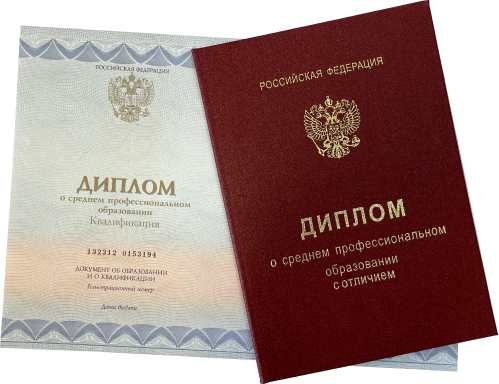 РОССИЙСКАЯ ФЕДЕРАЦИЯ
ДИПЛОМ
о среднем профессиональном
образовании
Квалификация
132312 0153194
ДОКУМЕНТ ОБ ОБРАЗОВАНИИ
И О КВАЛИФИКАЦИИ
номер
Дата выдачи
РОССИЙСКАЯ ФЕДЕРАЦИЯ
ДИПЛОМ
о среднем профессиональном
образовании
с отличием